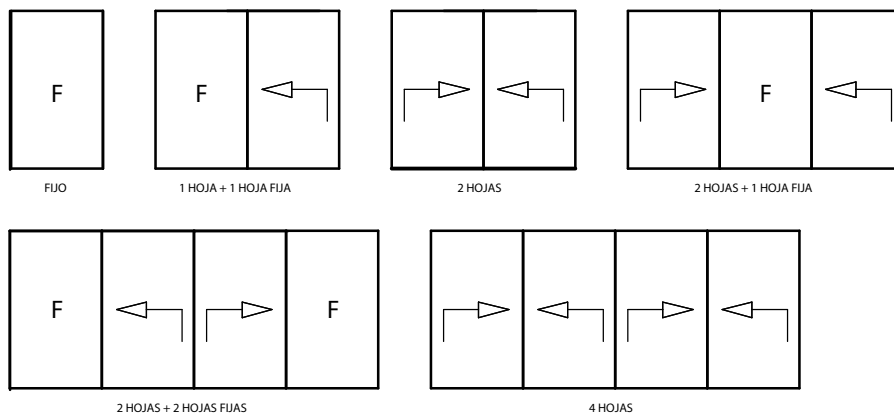 F
F
F
FIJO
1 HOJA + 1 HOJA FIJA
2 HOJAS
2 HOJAS + 1 HOJA FIJA
F
F
2 HOJAS + 2 HOJAS FIJAS
4 HOJAS